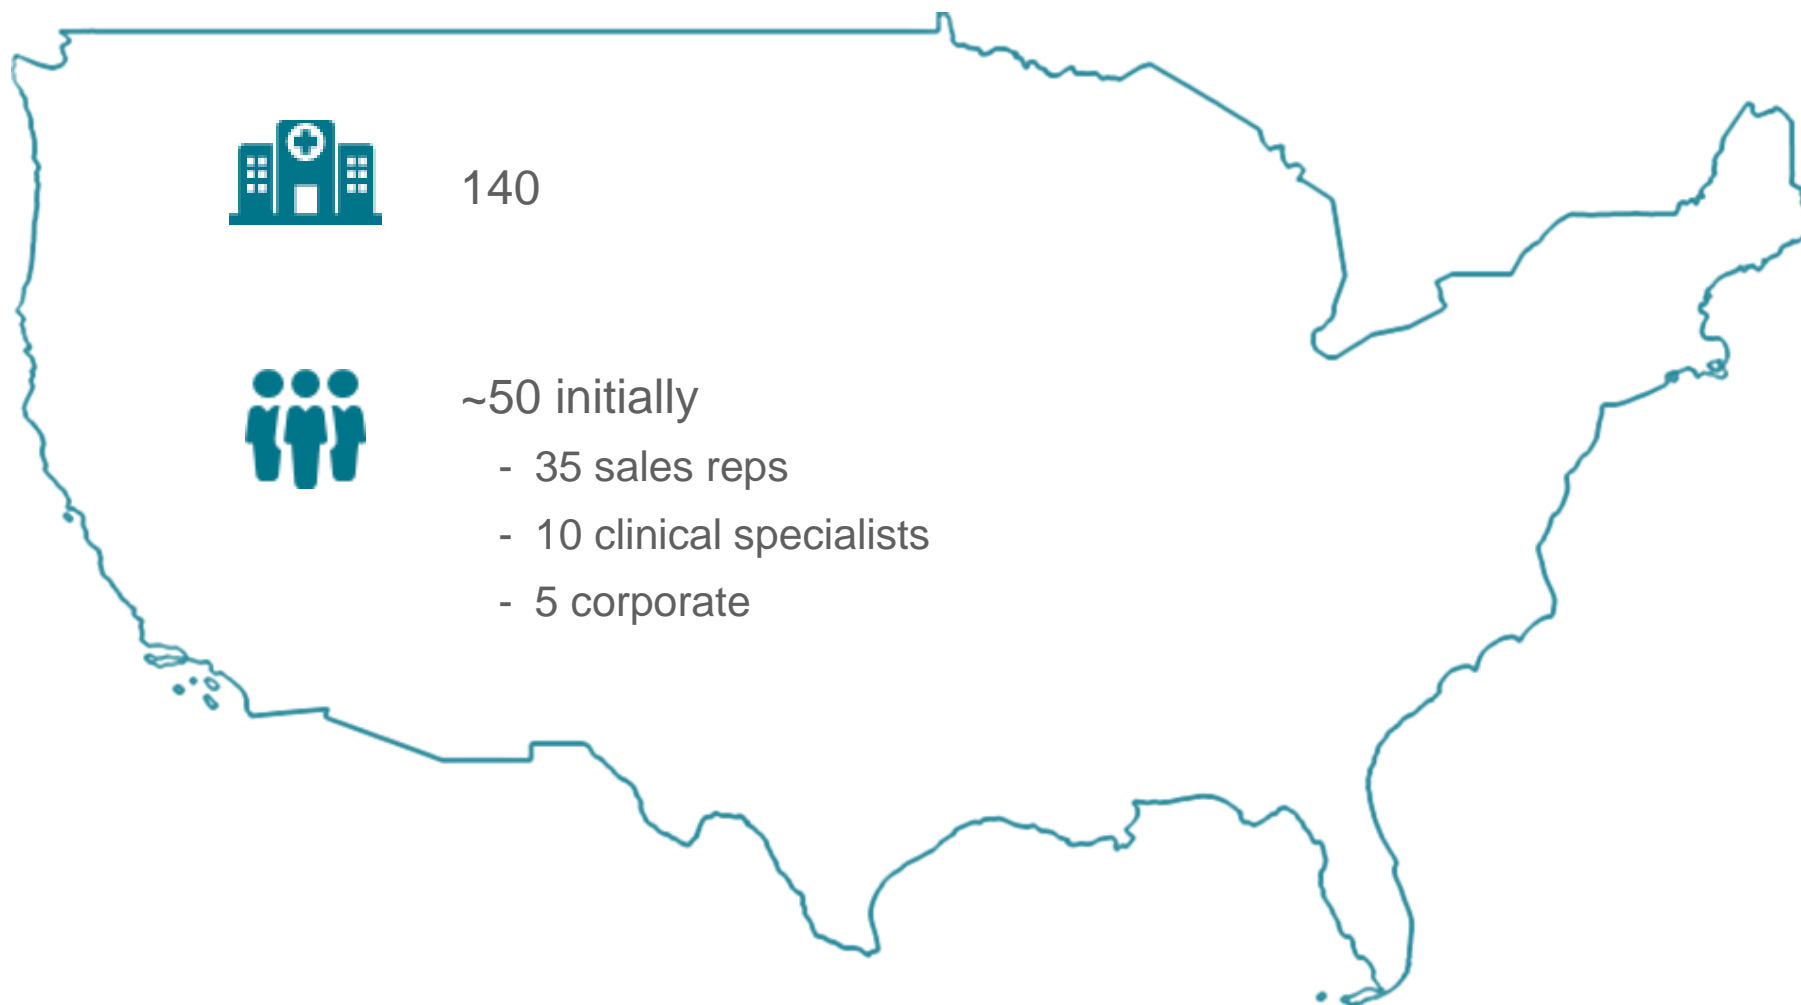 140
~50 initially
- 35 sales reps
- 10 clinical specialists
- 5 corporate